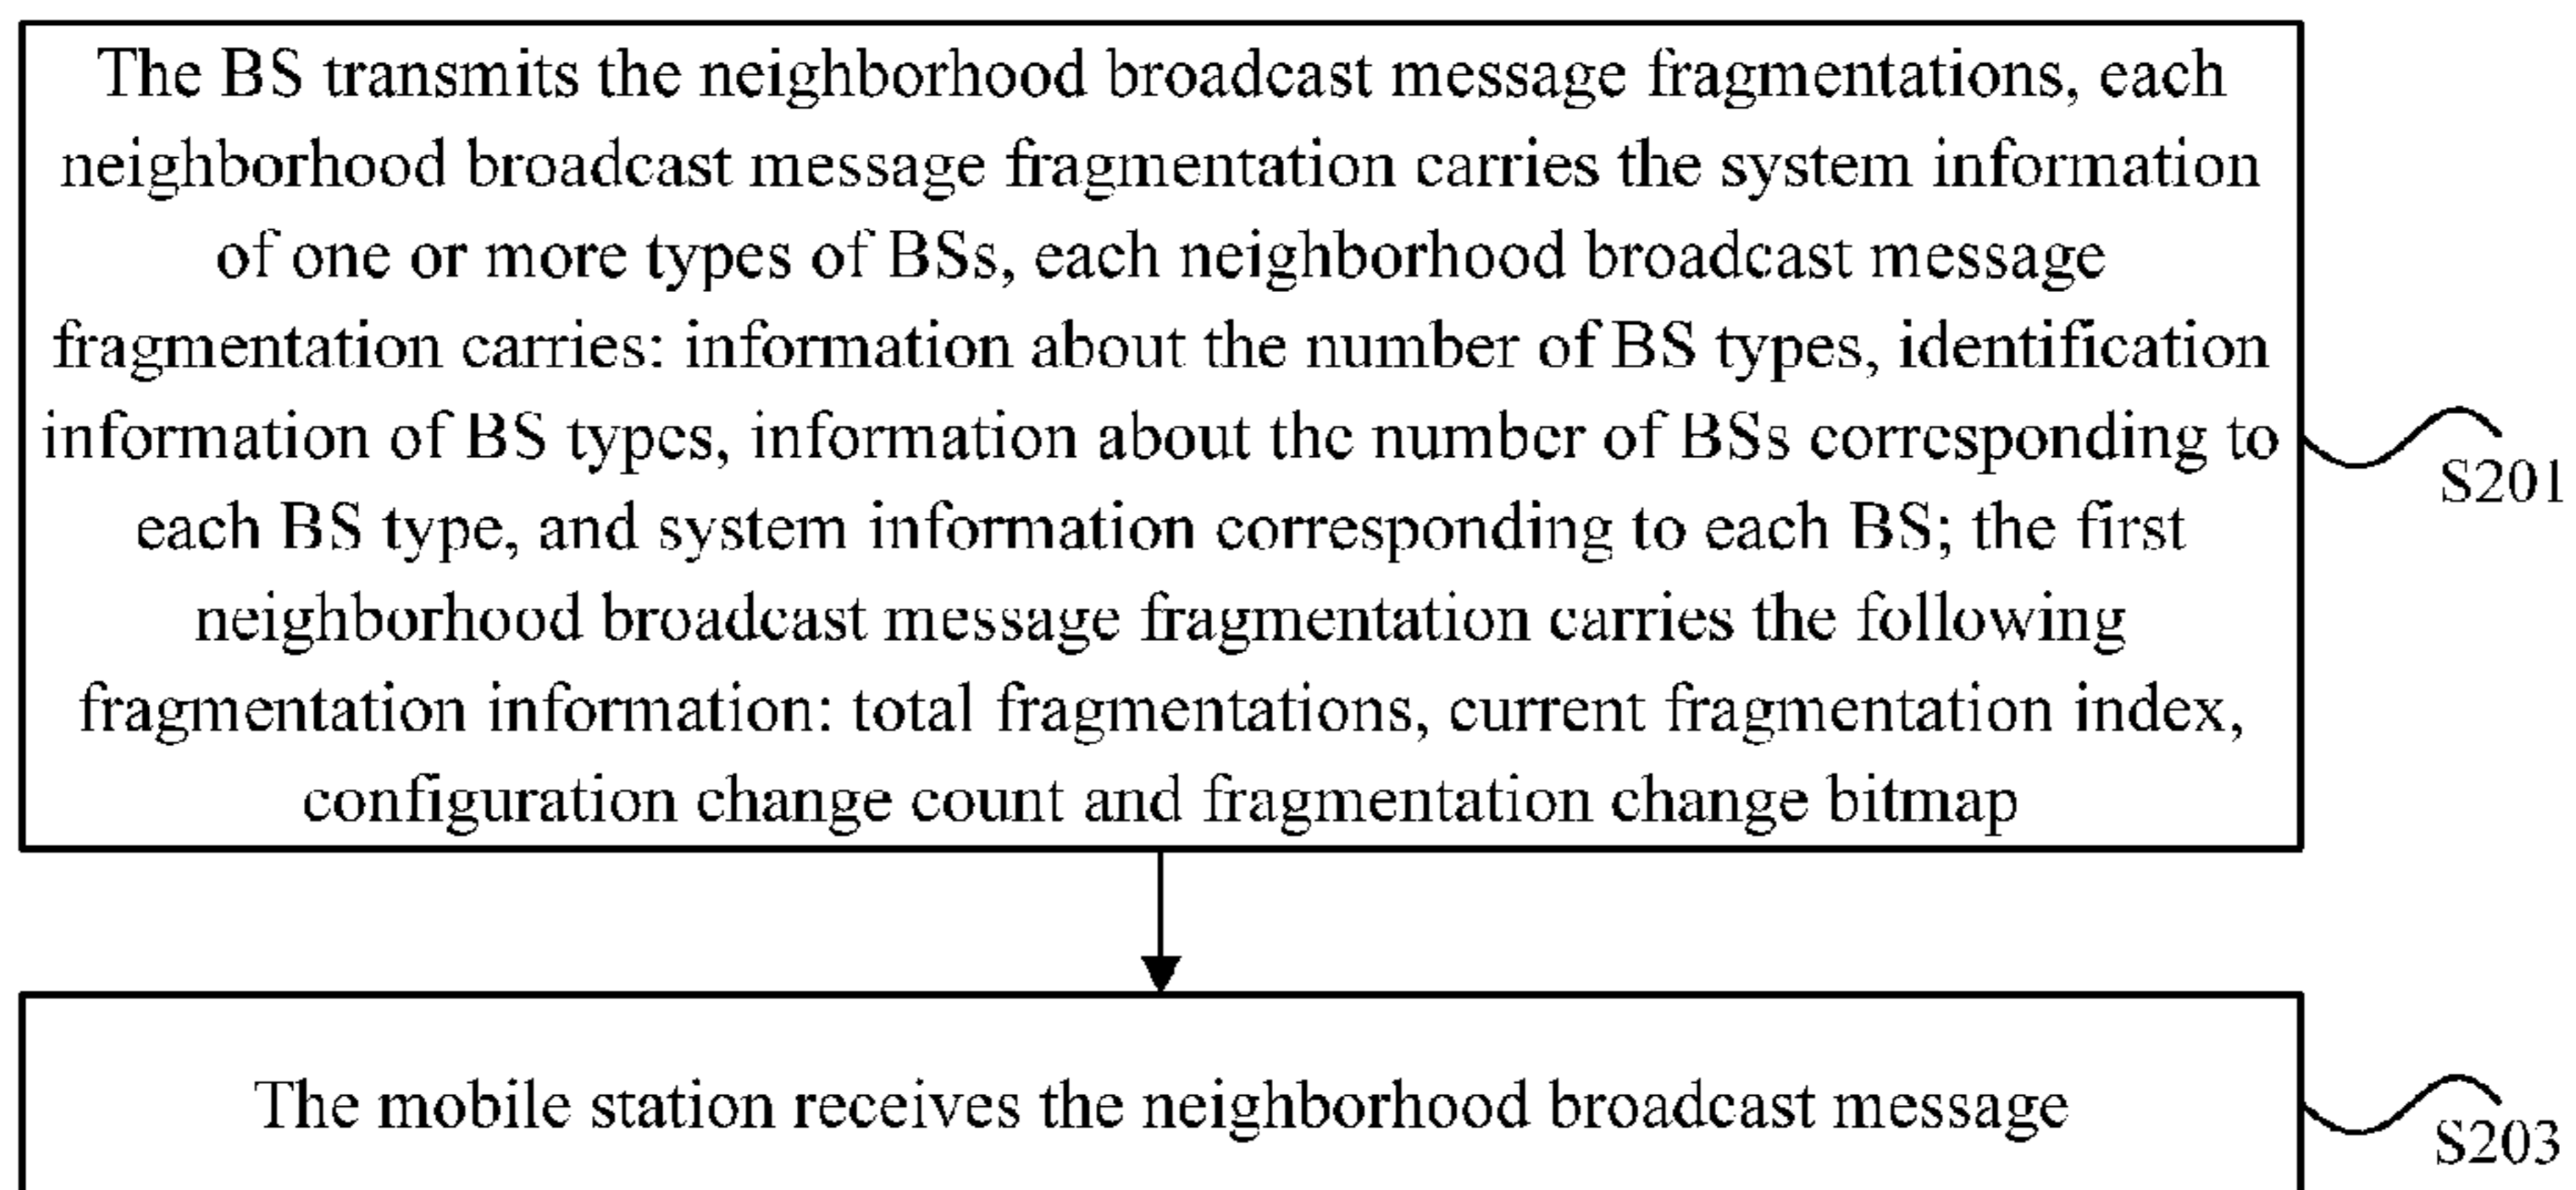 The BS transmits the neighborhood broadcast message fragmentations, each
neighborhood broadcast message fragmentation carries the system information
of one or more types of BSs, each neighborhood broadcast message
fragmentation carries: information about the number of BS types, identification
information of BS types, information about the number of BSs corresponding to
each BS type, and system information corresponding to each BS; the first
neighborhood broadcast message fragmentation carries the following
fragmentation information: total fragmentations, current fragmentation index,
configuration change count and fragmentation change bitmap
S201
The mobile station receives the neighborhood broadcast message
S203